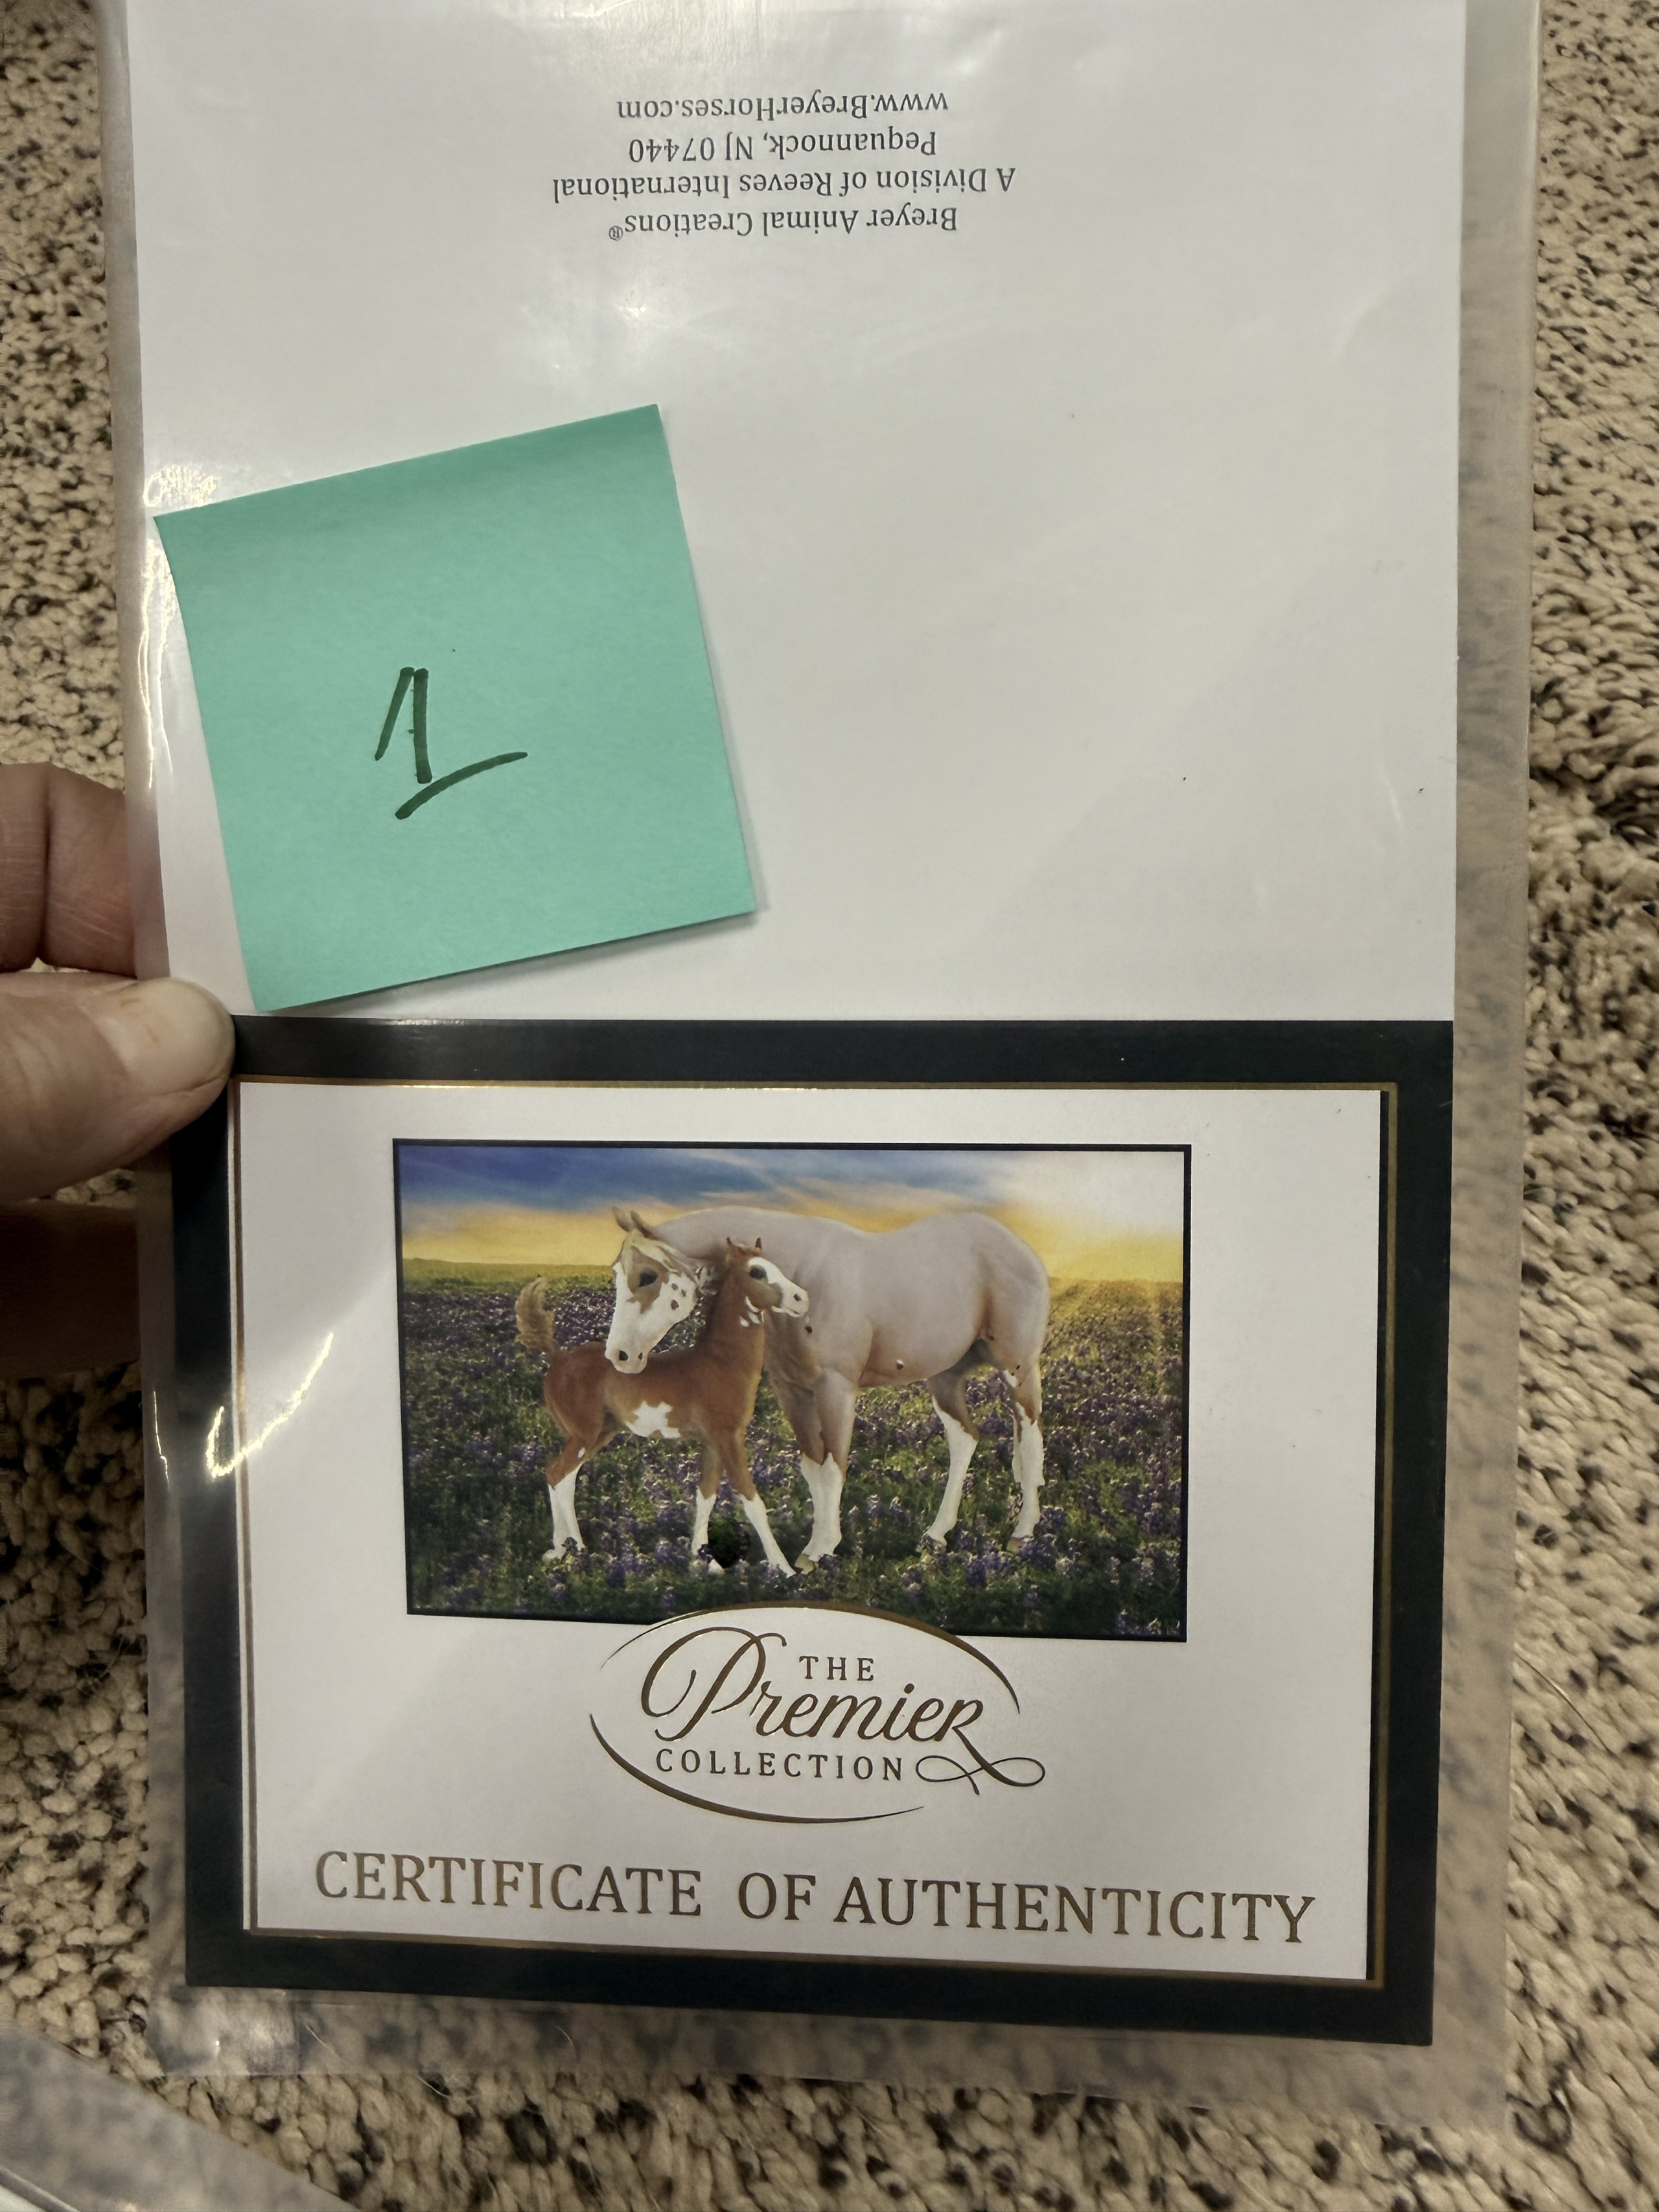 www.BreyerHorses.com
Pequannock, NJ 07440
A Division of Reeves International
Breyer Animal Creations®
1
THE
Premier
COLLECTION
CERTIFICATE OF AUTHENTICITY